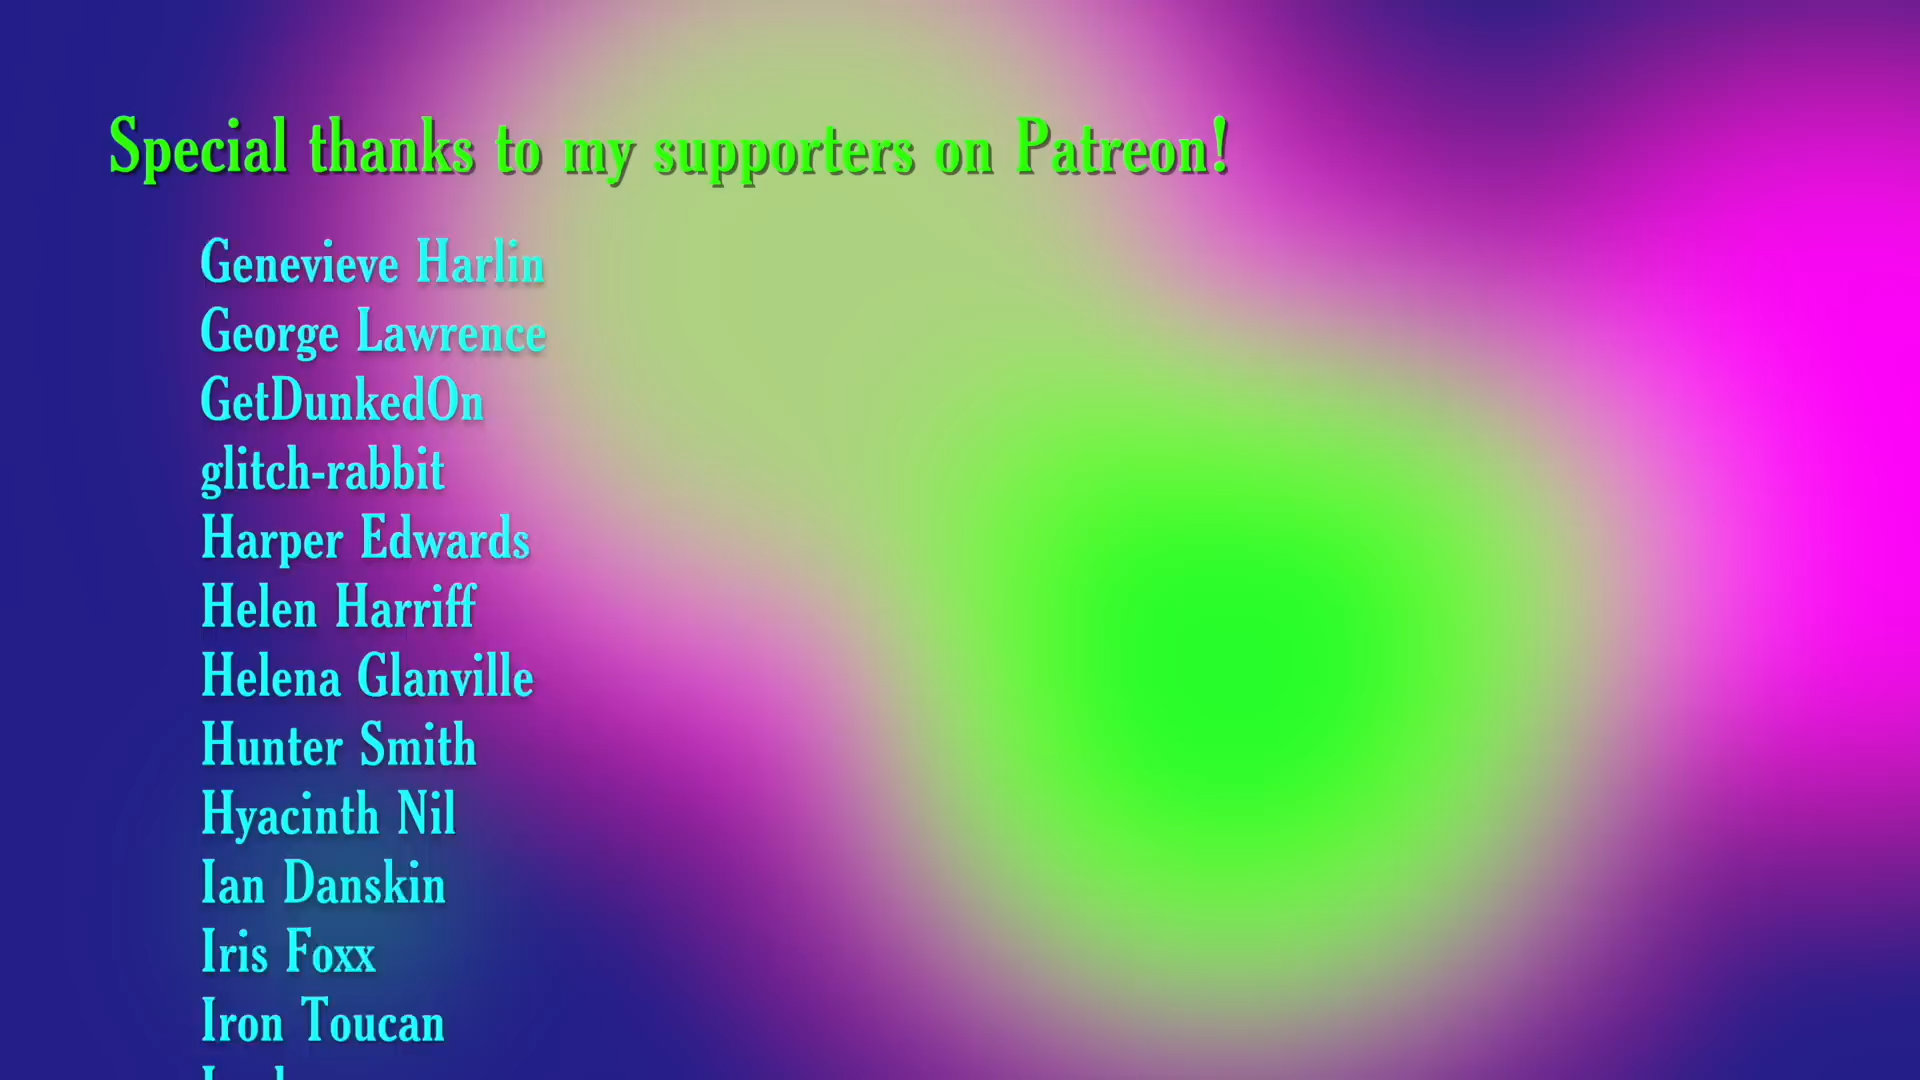 Special thanks to my supporters on Patreon!
Genevieve Harlin
George Lawrence
GetDunkedOn
glitch-rabbit
Harper Edwards
Helen Harriff
Helena Glanville
Hunter Smith
Hyacinth Nil
Ian Danskin
Iris Foxx
Iron Toucan